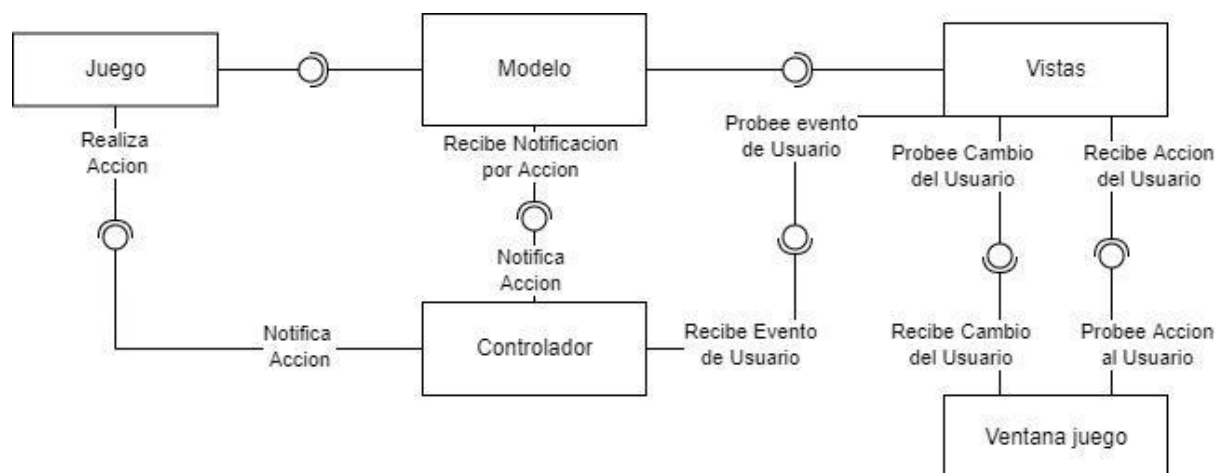 Juego
Modelo
Vistas
Realiza
Accion
Recibe Notificacion
por Accion
Probee evento
de Usuario
Probee Cambio
del Usuario
Recibe Accion
del Usuario
Notifica
Accion
Notifica
Accion
Controlador
Recibe Evento
de Usuario
Recibe Cambio
del Usuario
Probee Accion
al Usuario
Ventana juego